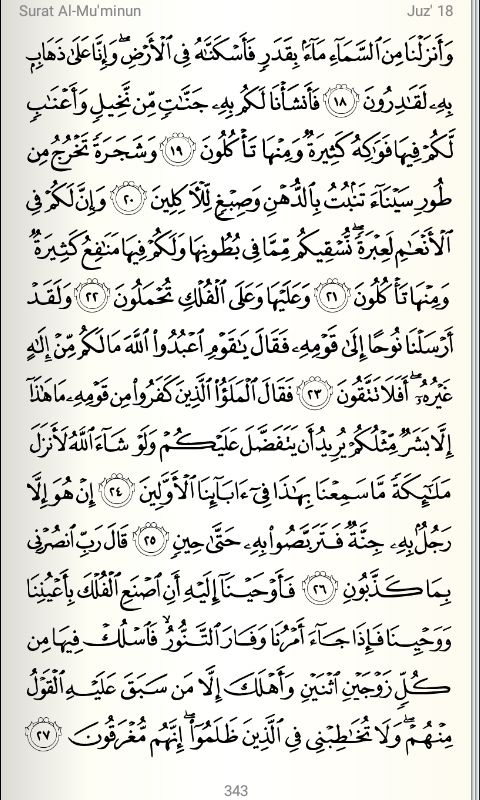 Surat Al-Mu'minun Juz' 18
وَأَنزَلْنَا مِنَ ٱلسَّمَآءِ مَآءًۢ بِقَدَرٍ فَأَسْكَنَّـٰهُ فِى ٱلْأَرْضِ ۖ وَإِنَّا عَلَىٰ ذَهَابٍۭ
بِهِۦ لَقَـٰدِرُونَ ١٨ فَأَنشَأْنَا لَكُم بِهِۦ جَنَّـٰتٍ مِّن نَّخِيلٍ وَأَعْنَـٰبٍ
لَّكُمْ فِيهَا فَوَٰكِهُ كَثِيرَةٌ وَمِنْهَا تَأْكُلُونَ ١٩ وَشَجَرَةً تَخْرُجُ مِن
طُورِ سَيْنَآءَ تَنۢبُتُ بِٱلدُّهْنِ وَصِبْغٍ لِّلْـَٔاكِلِينَ ٢٠ وَإِنَّ لَكُمْ فِى
ٱلْأَنْعَـٰمِ لَعِبْرَةً ۖ نُّسْقِيكُم مِّمَّا فِى بُطُونِهَا وَلَكُمْ فِيهَا مَنَـٰفِعُ كَثِيرَةٌ
وَمِنْهَا تَأْكُلُونَ ٢١ وَعَلَيْهَا وَعَلَى ٱلْفُلْكِ تُحْمَلُونَ ٢٢ وَلَقَدْ
أَرْسَلْنَا نُوحًا إِلَىٰ قَوْمِهِۦ فَقَالَ يَـٰقَوْمِ ٱعْبُدُوا۟ ٱللَّهَ مَا لَكُم مِّنْ إِلَـٰهٍ
غَيْرُهُۥٓ ۖ أَفَلَا تَتَّقُونَ ٢٣ فَقَالَ ٱلْمَلَؤُا۟ ٱلَّذِينَ كَفَرُوا۟ مِن قَوْمِهِۦ مَا هَـٰذَآ
إِلَّا بَشَرٌ مِّثْلُكُمْ يُرِيدُ أَن يَتَفَضَّلَ عَلَيْكُمْ وَلَوْ شَآءَ ٱللَّهُ لَأَنزَلَ
مَلَـٰٓئِكَةً مَّا سَمِعْنَا بِهَـٰذَا فِىٓ ءَابَآئِنَا ٱلْأَوَّلِينَ ٢٤ إِنْ هُوَ إِلَّا
رَجُلٌۢ بِهِۦ جِنَّةٌ فَتَرَبَّصُوا۟ بِهِۦ حَتَّىٰ حِينٍ ٢٥ قَالَ رَبِّ ٱنصُرْنِى
بِمَا كَذَّبُونِ ٢٦ فَأَوْحَيْنَآ إِلَيْهِ أَنِ ٱصْنَعِ ٱلْفُلْكَ بِأَعْيُنِنَا
وَوَحْيِنَا فَإِذَا جَآءَ أَمْرُنَا وَفَارَ ٱلتَّنُّورُ ۙ فَٱسْلُكْ فِيهَا مِن
كُلٍّ زَوْجَيْنِ ٱثْنَيْنِ وَأَهْلَكَ إِلَّا مَن سَبَقَ عَلَيْهِ ٱلْقَوْلُ
مِنْهُمْ ۖ وَلَا تُخَـٰطِبْنِى فِى ٱلَّذِينَ ظَلَمُوٓا۟ ۖ إِنَّهُم مُّغْرَقُونَ ٢٧
343